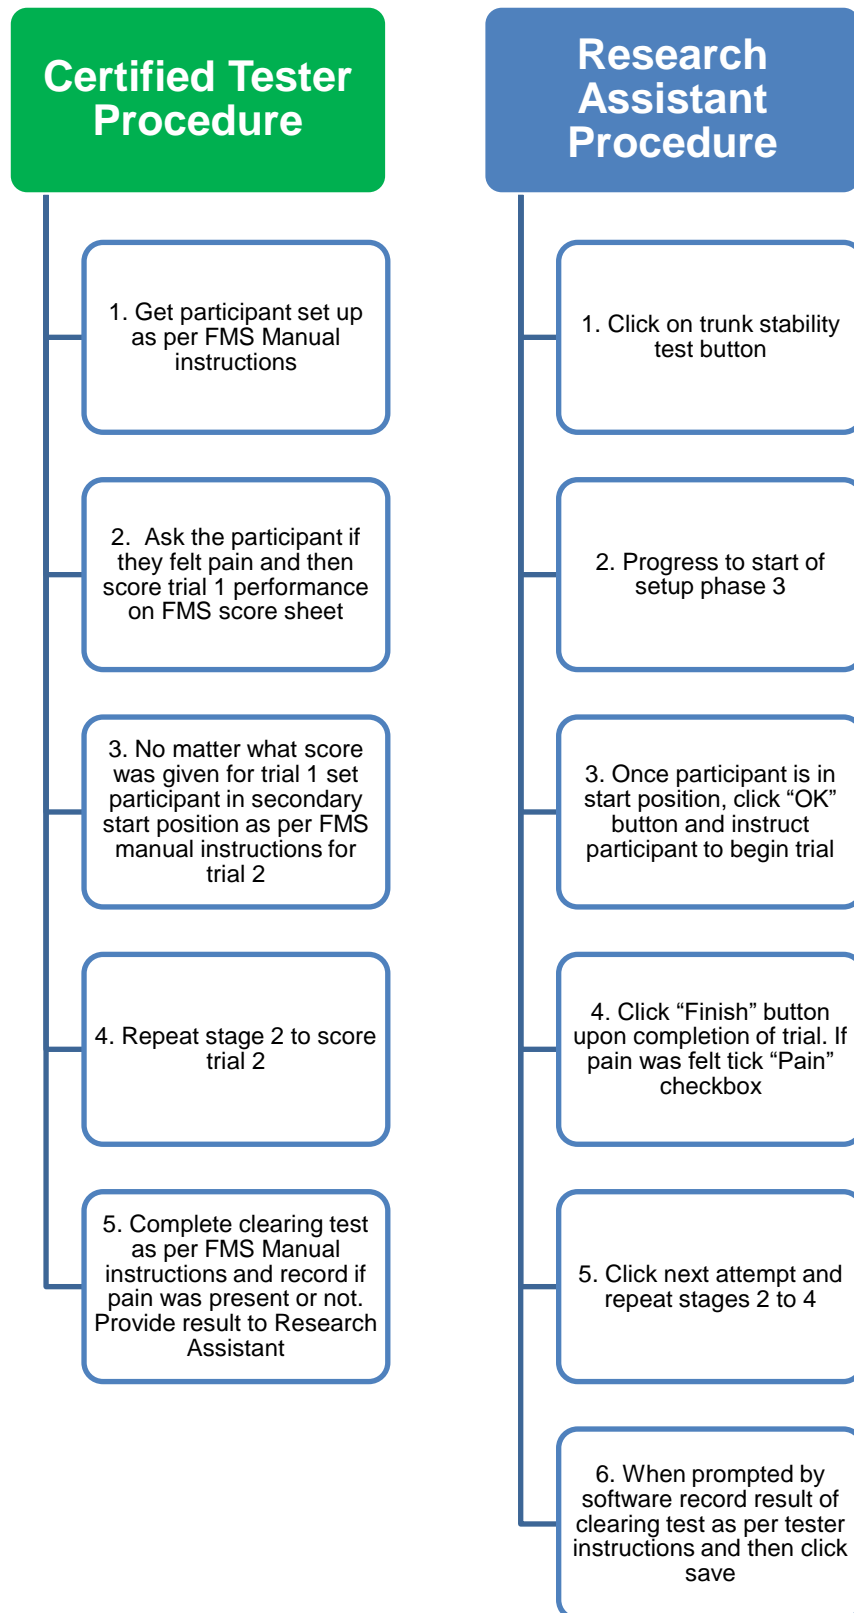 Certified Tester
Procedure
1. Get participant set up
as per FMS Manual
instructions
2.  Ask the participant if
they felt pain and then
score trial 1 performance
on FMS score sheet
3. No matter what score
was given for trial 1 set
participant in secondary
start position as per FMS
manual instructions for
trial 2
4. Repeat stage 2 to score
trial 2
5. Complete clearing test
as per FMS Manual
instructions and record if
pain was present or not.
Provide result to Research
Assistant
Research
Assistant
Procedure
1. Click on trunk stability
test button
2. Progress to start of
setup phase 3
3. Once participant is in
start position, click “OK”
button and instruct
participant to begin trial
4. Click “Finish” button
upon completion of trial. If
pain was felt tick “Pain”
checkbox
5. Click next attempt and
repeat stages 2 to 4
6. When prompted by
software record result of
clearing test as per tester
instructions and then click
save